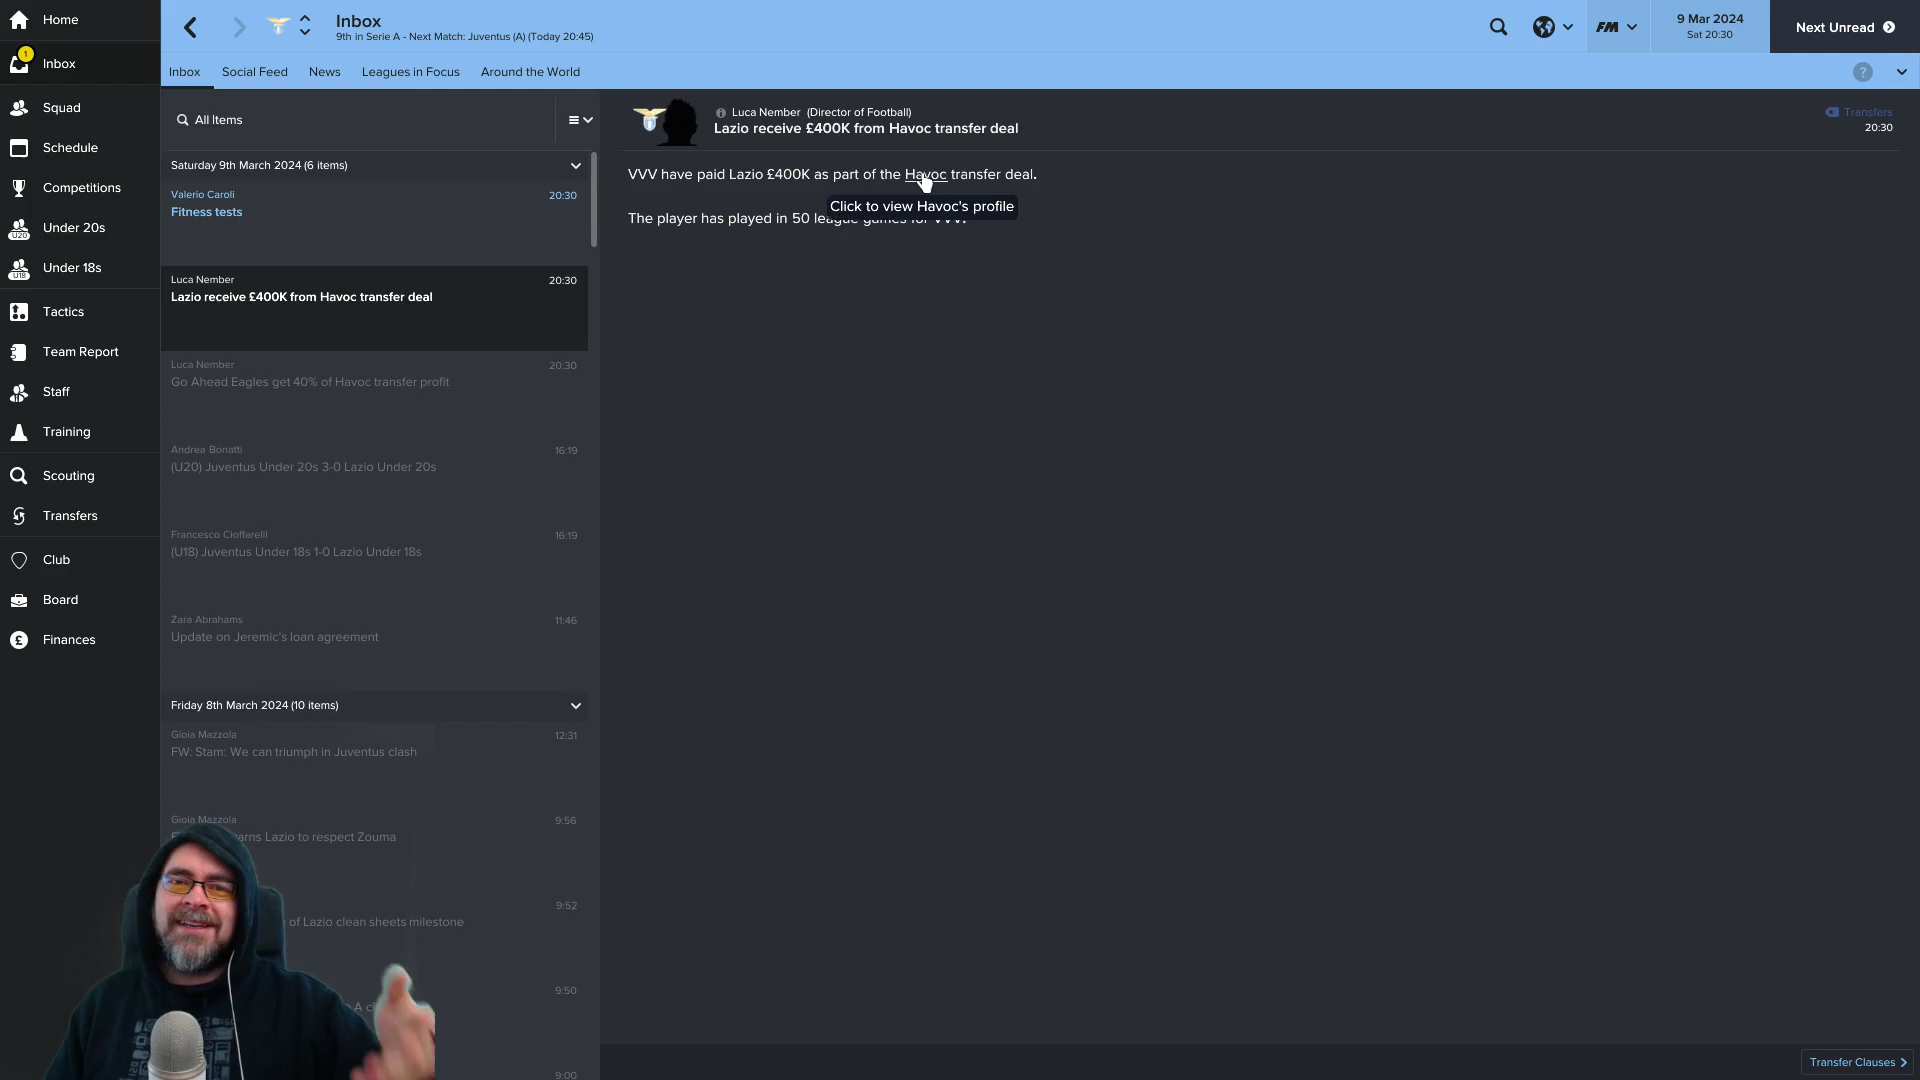 Home
1
Inbox
Squad
Schedule
Competitions
Under 20s
Under 18s
Tactics
Team Report
Staff
Training
Scouting
Transfers
Club
Board
Finances
Inbox
9th in Serie A - Next Match: Juventus (A) (Today 20:45)
FM
9 Mar 2024
Sat 20:30
Next Unread
Inbox Social Feed News Leagues in Focus Around the World
?
All Items
Saturday 9th March 2024 (6 items)
Valerio Caroli 20:30
Fitness tests
Luca Nember 20:30
Lazio receive £400K from Havoc transfer deal
Luca Nember 20:30
Go Ahead Eagles get 40% of Havoc transfer profit
Andrea Bonatti 16:19
(U20) Juventus Under 20s 3-0 Lazio Under 20s
Francesco Cioffarelli 16:19
(U18) Juventus Under 18s 1-0 Lazio Under 18s
Zara Abrahams 11:46
Update on Jeremic's loan agreement
Friday 8th March 2024 (10 items)
Gioia Mazzola 12:31
FW: Stam: We can triumph in Juventus clash
Gioia Mazzola 9:56
Lazio to respect Zouma
9:52
of Lazio clean sheets milestone
9:50
A
9:00
Luca Nember (Director of Football)
Lazio receive £400K from Havoc transfer deal
Transfers
20:30
VVV have paid Lazio £400K as part of the Havoc transfer deal.
Click to view Havoc's profile
The player has played in 50 league games for VVV.
Transfer Clauses